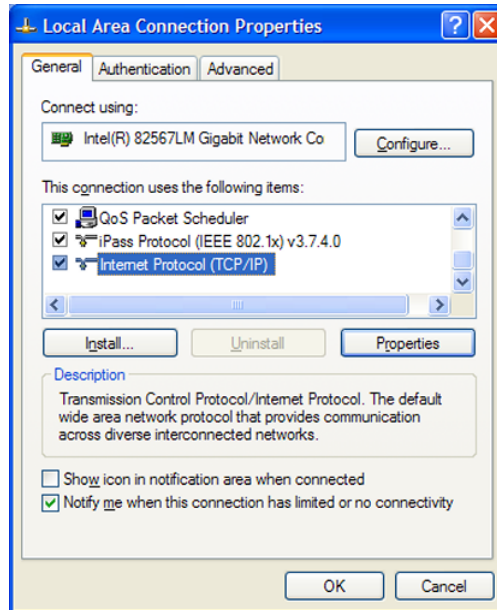 Local Area Connection Properties
General Authentication Advanced
Connect using:
Intel(R) 82567LM Gigabit Network Co
Configure...
This connection uses the following items:
QoS Packet Scheduler
iPass Protocol (IEEE 802.1x) v3.7.4.0
Internet Protocol (TCP/IP)
Install... Uninstall Properties
Description
Transmission Control Protocol/Internet Protocol. The default
wide area network protocol that provides communication
across diverse interconnected networks.
Show icon in notification area when connected
Notify me when this connection has limited or no connectivity
OK Cancel